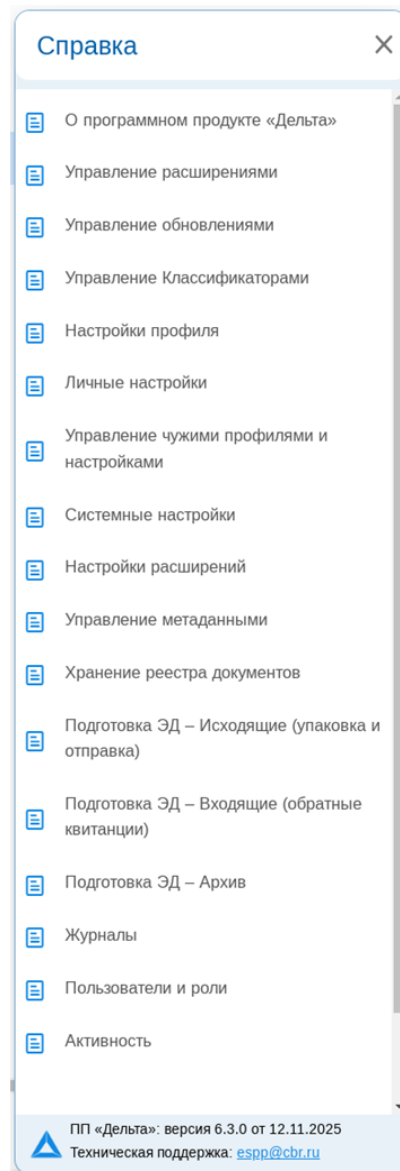 Справка
О программном продукте «Дельта»
Управление расширениями
Управление обновлениями
Управление Классификаторами
Настройки профиля
Личные настройки
Управление чужими профилями и
настройками
Системные настройки
Настройки расширений
Управление метаданными
Хранение реестра документов
Подготовка ЭД – Исходящие (упаковка и
отправка)
Подготовка ЭД – Входящие (обратные
квитанции)
Подготовка ЭД – Архив
Журналы
Пользователи и роли
Активность
ПП «Дельта»: версия 6.3.0 от 12.11.2025
Техническая поддержка: espp@cbr.ru